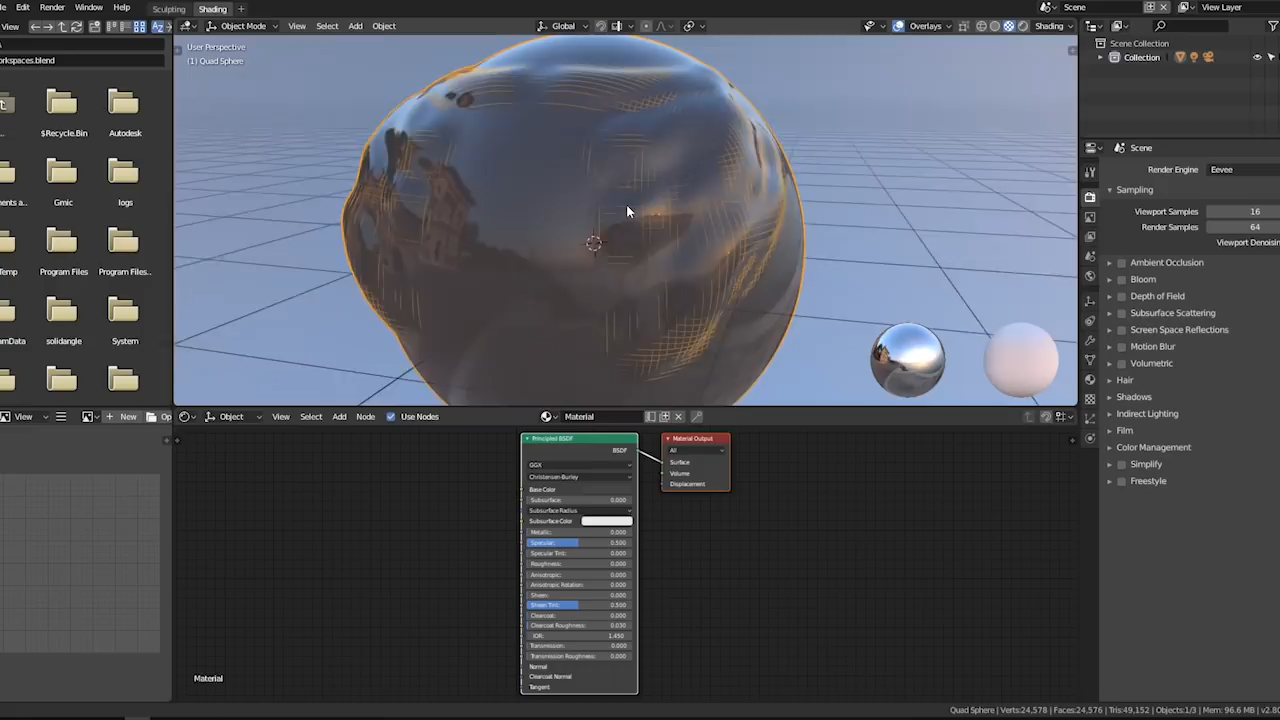 Edit Render Window Help Sculpting Shading Scene View Layer
View Object Mode View Select Add Object Global Overlays Shading
orkspaces.blend
User Perspective
(1) Quad Sphere
Scene Collection
Collection
$Recycle.Bin Autodesk
ments a.. Gmic logs
Temp Program Files Program Files..
amData solidangle System
Scene
Render Engine Eevee
Sampling
Viewport Samples 16
Render Samples 64
Viewport Denoisin
Ambient Occlusion
Bloom
Depth of Field
Subsurface Scattering
Screen Space Reflections
Motion Blur
Volumetric
Hair
Shadows
Indirect Lighting
Film
Color Management
Simplify
Freestyle
View New Op Object View Select Add Node Use Nodes Material
Principled BSDF
BSDF
GGX
Christensen-Burley
Base Color
Subsurface: 0.000
Subsurface Radius
Subsurface Color
Metallic: 0.000
Specular: 0.500
Specular Tint: 0.000
Roughness: 0.000
Anisotropic: 0.000
Anisotropic Rotation: 0.000
Sheen: 0.000
Sheen Tint: 0.500
Clearcoat: 0.000
Clearcoat Roughness: 0.030
IOR: 1.450
Transmission: 0.000
Transmission Roughness: 0.000
Normal
Clearcoat Normal
Tangent
Material Output
All
Surface
Volume
Displacement
Material
Quad Sphere | Verts:24,578 | Faces:24,576 | Tris:49,152 | Objects:1/3 | Mem: 96.6 MB | v2.80